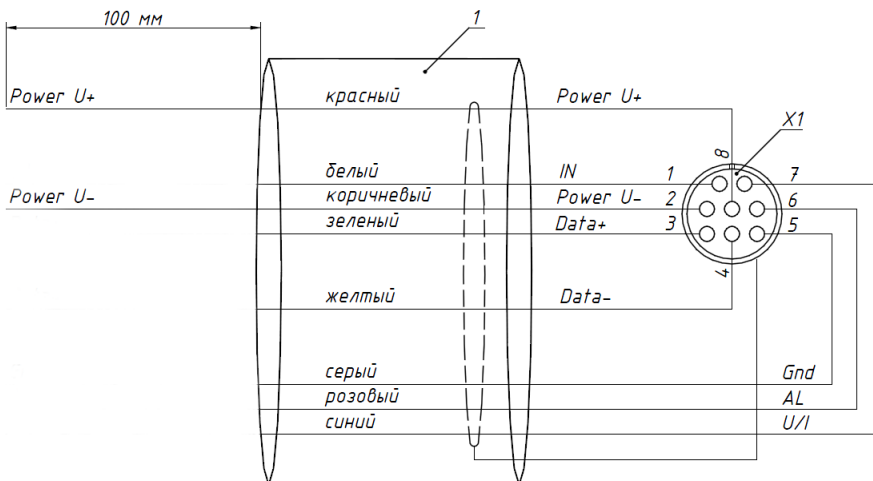 100 мм
1
Power U+ красный Power U+
X1
8
белый IN 1 7
Power U- коричневый Power U- 2 6
зеленый Data+ 3 5
4
желтый Data-
серый Gnd
розовый AL
синий U/I